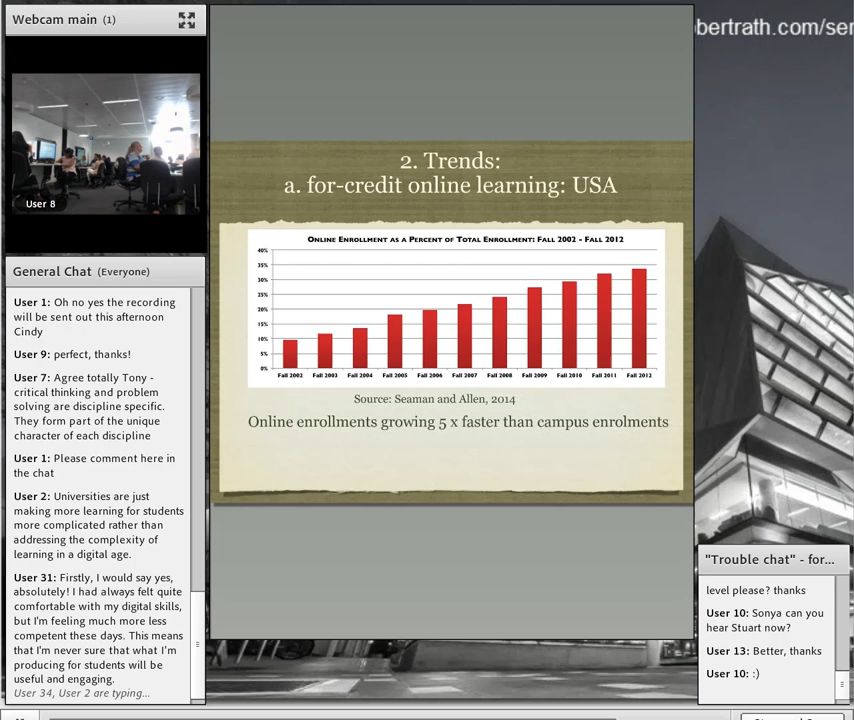 Webcam main (1)
User 8
General Chat (Everyone)
User 1: Oh no yes the recording
will be sent out this afternoon
Cindy
User 9: perfect, thanks!
User 7: Agree totally Tony -
critical thinking and problem
solving are discipline specific.
They form part of the unique
character of each discipline
User 1: Please comment here in
the chat
User 2: Universities are just
making more learning for students
more complicated rather than
addressing the complexity of
learning in a digital age.
User 31: Firstly, I would say yes,
absolutely! I had always felt quite
comfortable with my digital skills,
but I'm feeling much more less
competent these days. This means
that I'm never sure that what I'm
producing for students will be
useful and engaging.
User 34, User 2 are typing...
2. Trends:
a. for-credit online learning: USA
Online Enrollment as a Percent of Total Enrollment: Fall 2002 - Fall 2012
40%
35%
30%
25%
20%
15%
10%
5%
0%
Fall 2002 Fall 2003 Fall 2004 Fall 2005 Fall 2006 Fall 2007 Fall 2008 Fall 2009 Fall 2010 Fall 2011 Fall 2012
Source: Seaman and Allen, 2014
Online enrollments growing 5 x faster than campus enrolments
bertrath.com/ser
"Trouble chat" - for...
level please? thanks
User 10: Sonya can you
hear Stuart now?
User 13: Better, thanks
User 10: :)